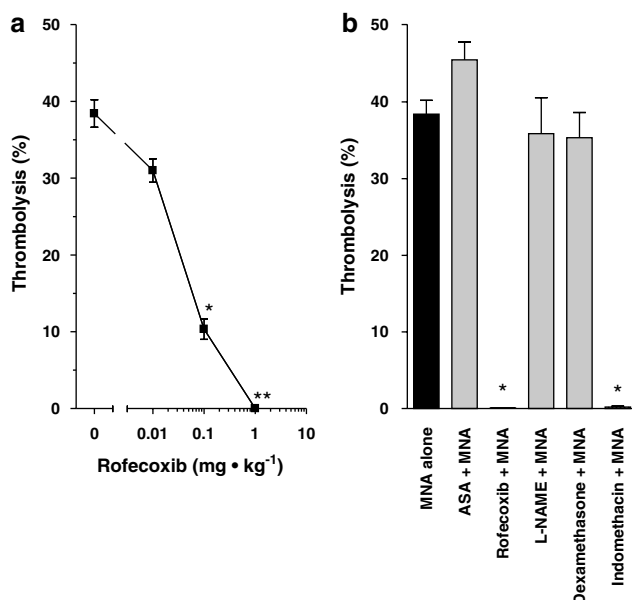 a
Thrombolysis (%)
50
40
30
20
10
0
*
**
0
0.01
0.1
1
10
Rofecoxib (mg • kg-1)
b
Thrombolysis (%)
50
40
30
20
10
0
*
*
MNA alone
ASA + MNA
Rofecoxib + MNA
L-NAME + MNA
Dexamethasone + MNA
Indomethacin + MNA